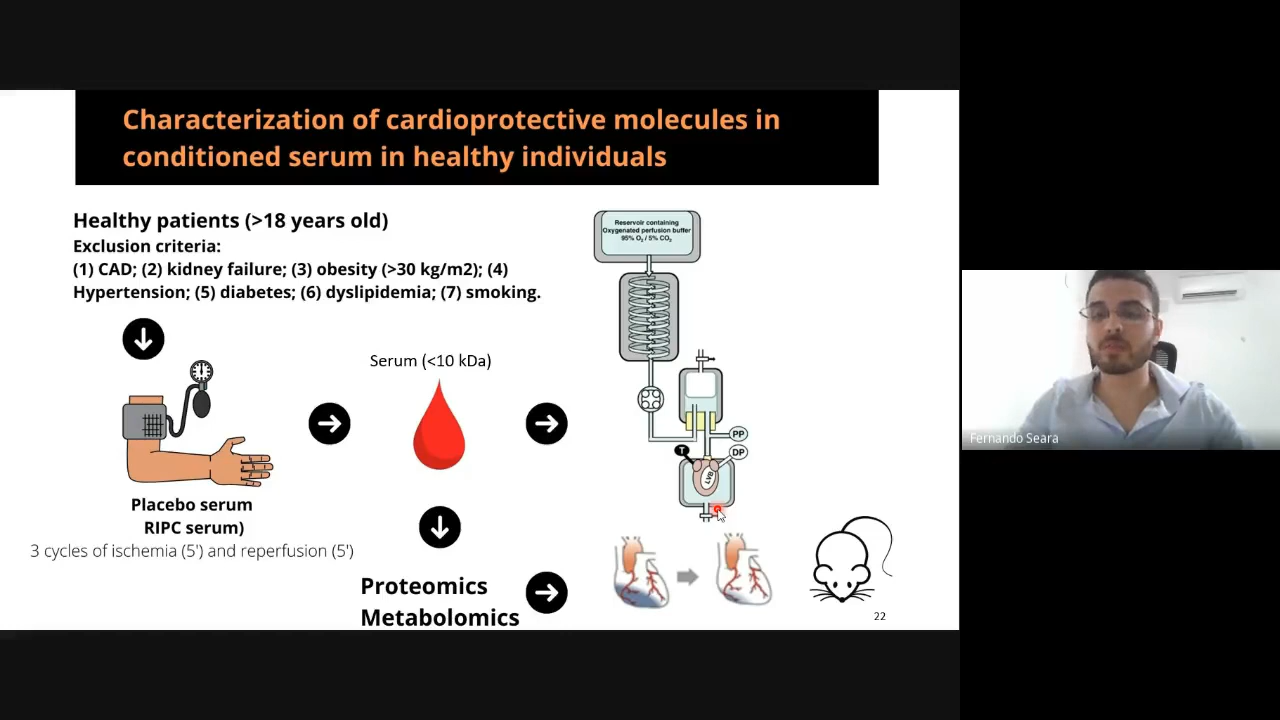 Characterization of cardioprotective molecules in
conditioned serum in healthy individuals
Healthy patients (>18 years old)
Exclusion criteria:
(1) CAD; (2) kidney failure; (3) obesity (>30 kg/m2); (4)
Hypertension; (5) diabetes; (6) dyslipidemia; (7) smoking.
Serum (<10 kDa)
Placebo serum
RIPC serum)
3 cycles of ischemia (5') and reperfusion (5')
Proteomics
Metabolomics
Reservoir containing
Oxygenated perfusion buffer
95% O₂ / 5% CO₂
PP
T
DP
LVB
22
Fernando Seara